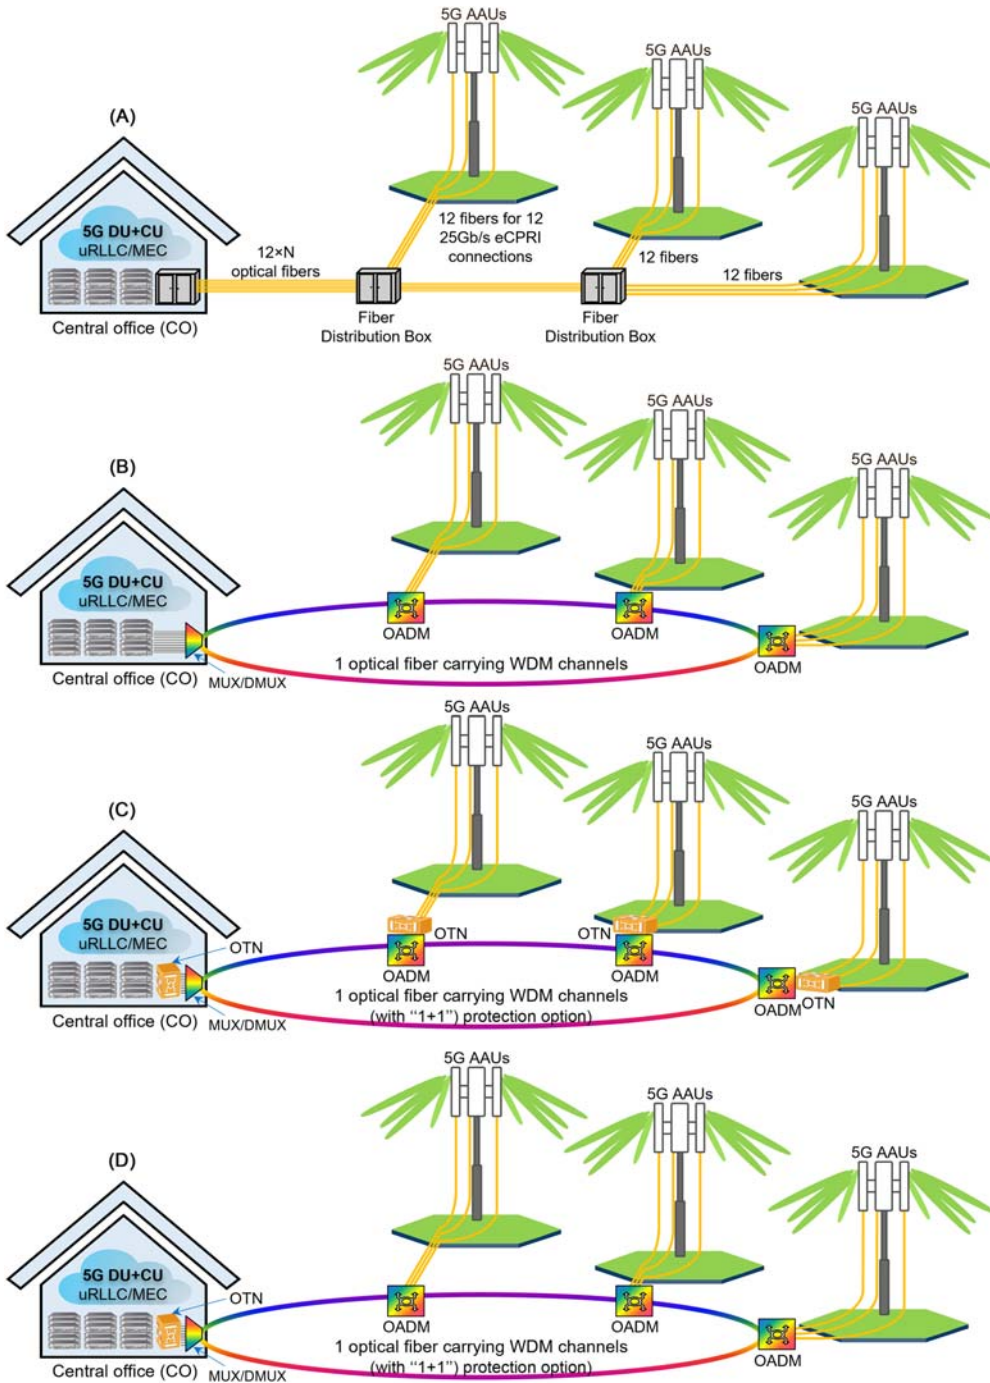 5G AAUs
5G AAUs
5G AAUs
(A)
5G DU+CU
uRLLC/MEC
12×N
optical fibers
12 fibers for 12
25Gb/s eCPRI
connections
12 fibers
12 fibers
Central office (CO)
Fiber
Distribution Box
Fiber
Distribution Box
5G AAUs
5G AAUs
5G AAUs
(B)
5G DU+CU
uRLLC/MEC
OADM
OADM
OADM
1 optical fiber carrying WDM channels
Central office (CO)
MUX/DMUX
5G AAUs
5G AAUs
5G AAUs
(C)
5G DU+CU
uRLLC/MEC
OTN
OTN
OTN
OADM
OADM
OADM
OTN
1 optical fiber carrying WDM channels
(with “1+1”) protection option)
Central office (CO)
MUX/DMUX
5G AAUs
5G AAUs
5G AAUs
(D)
5G DU+CU
uRLLC/MEC
OTN
OADM
OADM
OADM
1 optical fiber carrying WDM channels
(with “1+1”) protection option)
Central office (CO)
MUX/DMUX